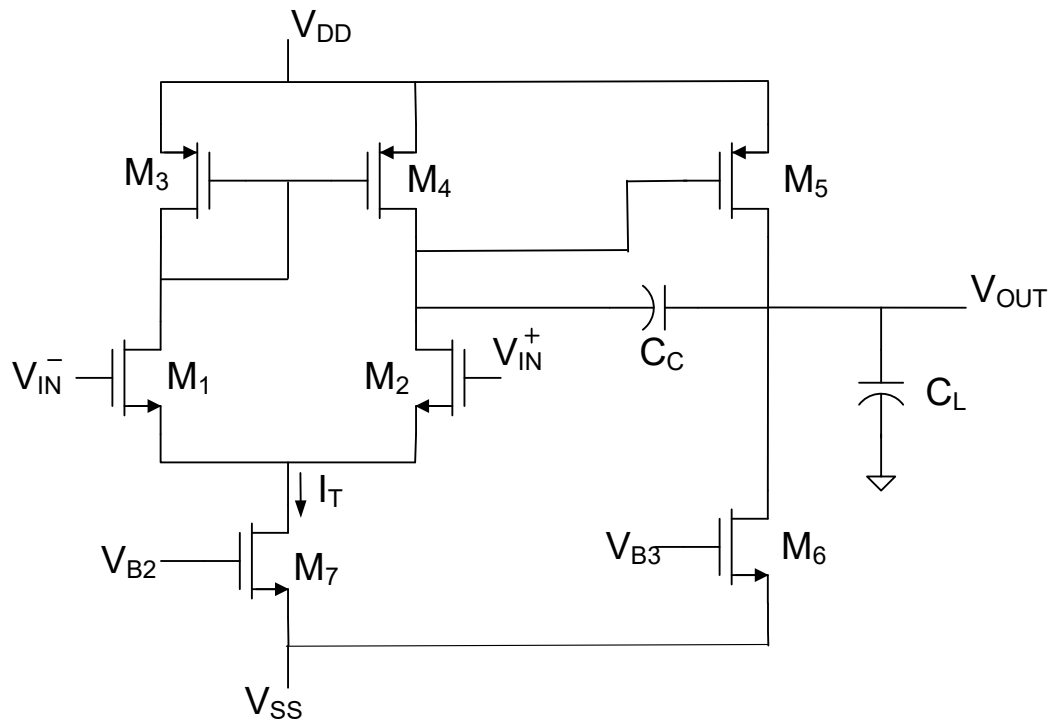 V_DD
M_3
M_4
M_5
V_OUT
V_IN^-
M_1
M_2
V_IN^+
C_C
C_L
I_T
V_B2
M_7
V_B3
M_6
V_SS